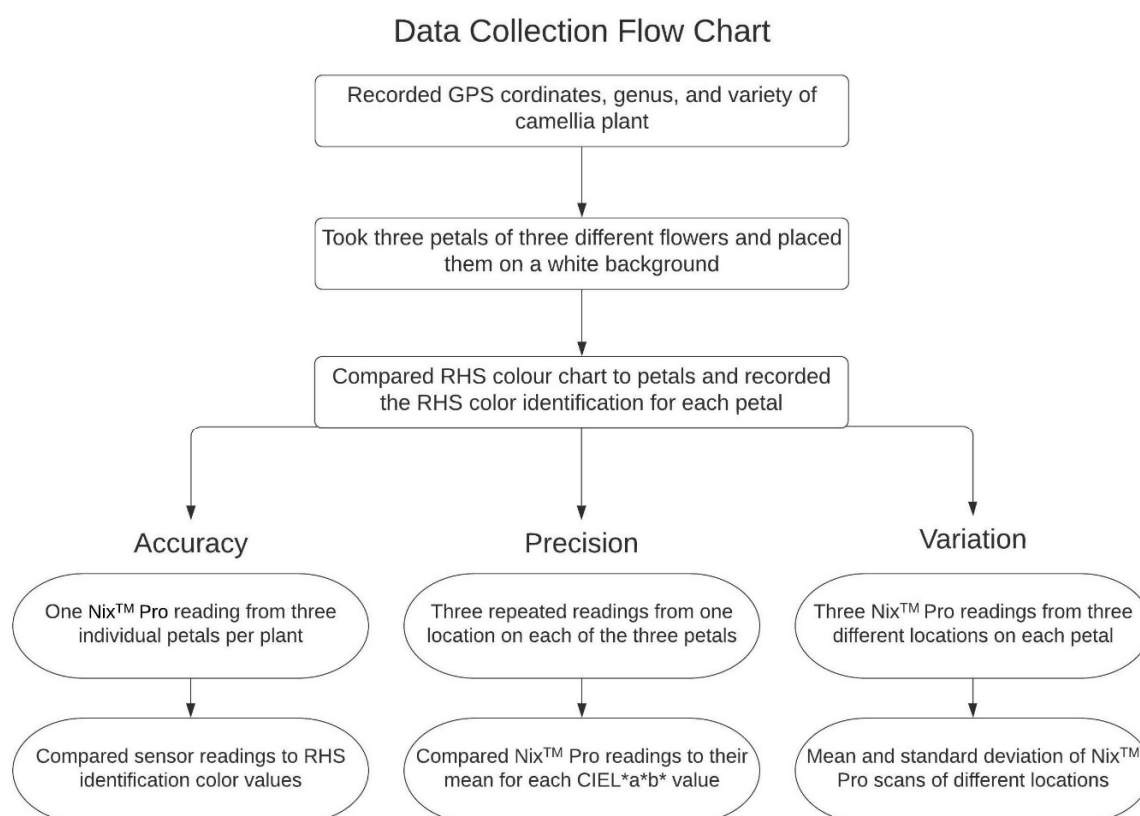 Data Collection Flow Chart
Recorded GPS cordinates, genus, and variety of
camellia plant
Took three petals of three different flowers and placed
them on a white background
Compared RHS colour chart to petals and recorded
the RHS color identification for each petal
Accuracy
One Nix™ Pro reading from three
individual petals per plant
Compared sensor readings to RHS
identification color values
Precision
Three repeated readings from one
location on each of the three petals
Compared Nix™ Pro readings to their
mean for each CIEL*a*b* value
Variation
Three Nix™ Pro readings from three
different locations on each petal
Mean and standard deviation of Nix™
Pro scans of different locations